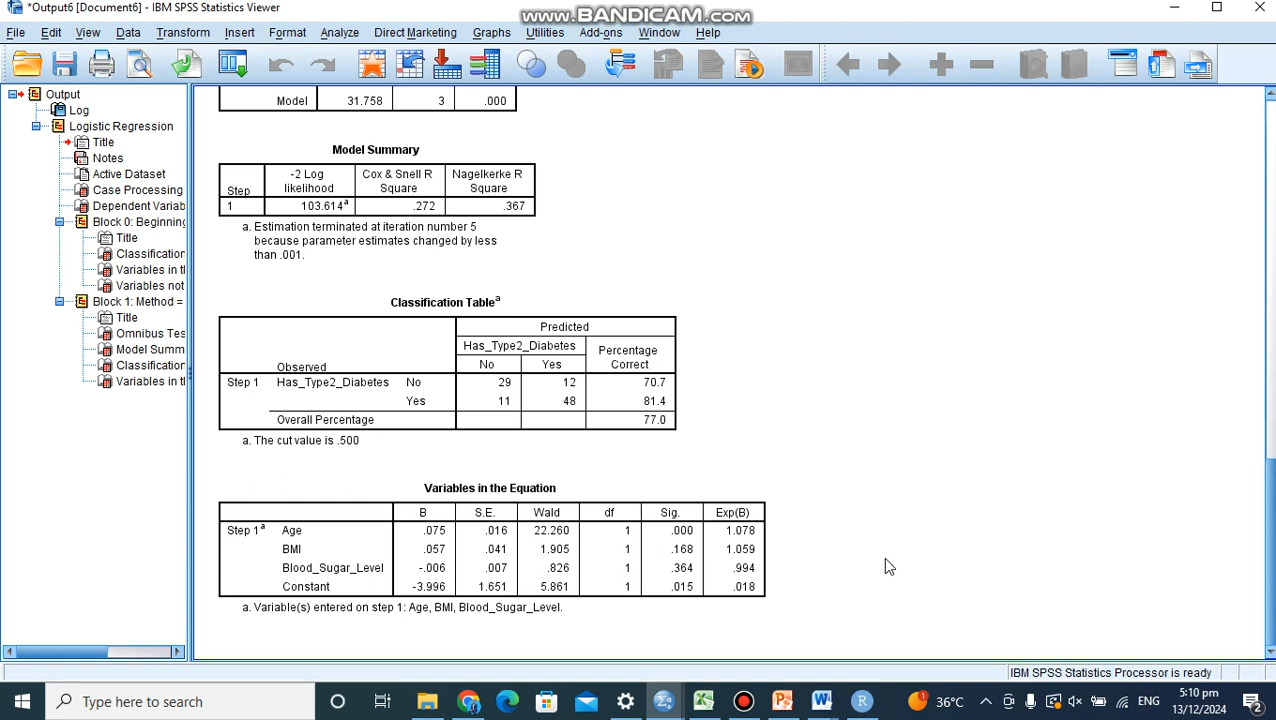 *Output6 [Document6] - IBM SPSS Statistics Viewer
www.BANDICAM.com
File Edit View Data Transform Insert Format Analyze Direct Marketing Graphs Utilities Add-ons Window Help
Output
Log
Logistic Regression
Title
Notes
Active Dataset
Case Processing
Dependent Variab
Block 0: Beginning
Title
Classification
Variables in th
Variables not
Block 1: Method =
Title
Omnibus Tes
Model Summ
Classification
Variables in th
Model 31.758 3 .000
Model Summary
Step -2 Log likelihood Cox & Snell R Square Nagelkerke R Square
1 103.614a .272 .367
a. Estimation terminated at iteration number 5
because parameter estimates changed by less
than .001.
Classification Tablea
Predicted
Has_Type2_Diabetes Percentage Correct
Observed No Yes
Step 1 Has_Type2_Diabetes No 29 12 70.7
Yes 11 48 81.4
Overall Percentage 77.0
a. The cut value is .500
Variables in the Equation
B S.E. Wald df Sig. Exp(B)
Step 1a Age .075 .016 22.260 1 .000 1.078
BMI .057 .041 1.905 1 .168 1.059
Blood_Sugar_Level -.006 .007 .826 1 .364 .994
Constant -3.996 1.651 5.861 1 .015 .018
a. Variable(s) entered on step 1: Age, BMI, Blood_Sugar_Level.
IBM SPSS Statistics Processor is ready
Type here to search
36°C
ENG
5:10 pm
13/12/2024
2